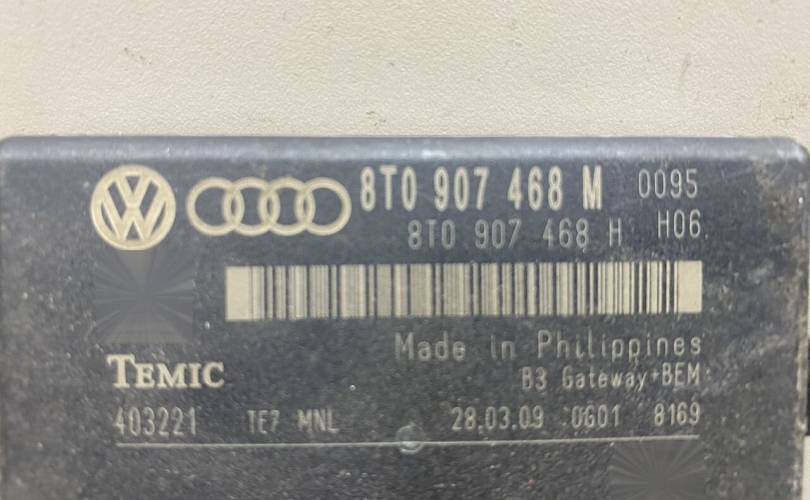 8T0 907 468 M 0095
8T0 907 468 H H06
Made in Philippines
TEMIC B3 Gateway+BEM
403221 TE7 MNL 28.03.09 0601 8169